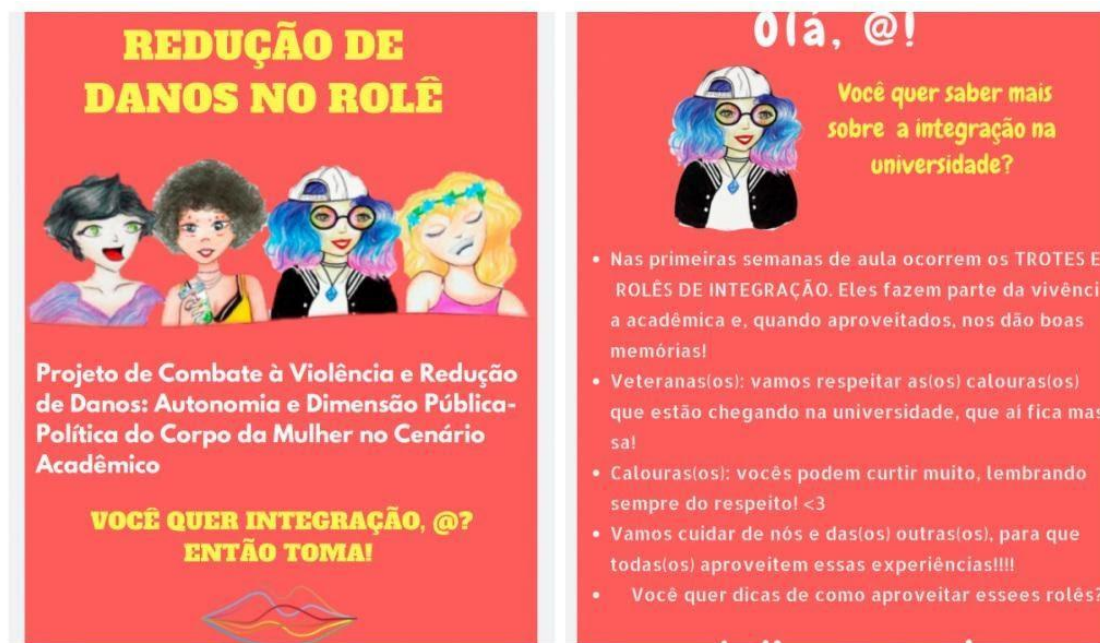 REDUÇÃO DE
DANOS NO ROLÊ
Projeto de Combate à Violência e Redução
de Danos: Autonomia e Dimensão Pública-
Política do Corpo da Mulher no Cenário
Acadêmico
VOCÊ QUER INTEGRAÇÃO, @?
ENTÃO TOMA!
Olá, @!
Você quer saber mais
sobre a integração na
universidade?
• Nas primeiras semanas de aula ocorrem os TROTES E
ROLÊS DE INTEGRAÇÃO. Eles fazem parte da vivênci
a acadêmica e, quando aproveitados, nos dão boas
memórias!
• Veteranas(os): vamos respeitar as(os) calouras(os)
que estão chegando na universidade, que aí fica mas
sa!
• Calouras(os): vocês podem curtir muito, lembrando
sempre do respeito! <3
• Vamos cuidar de nós e das(os) outras(os), para que
todas(os) aproveitem essas experiências!!!!
• Você quer dicas de como aproveitar essees rolês?